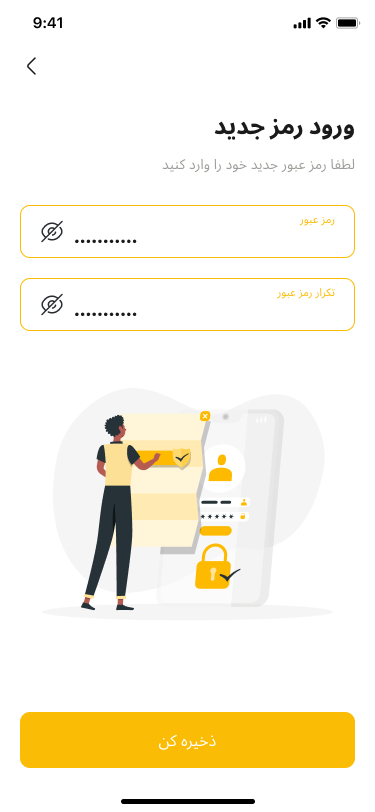 9:41
ورود رمز جدید
لطفا رمز عبور جدید خود را وارد کنید
رمز عبور
•••••••••••
تکرار رمز عبور
•••••••••••
*****
ذخیره کن